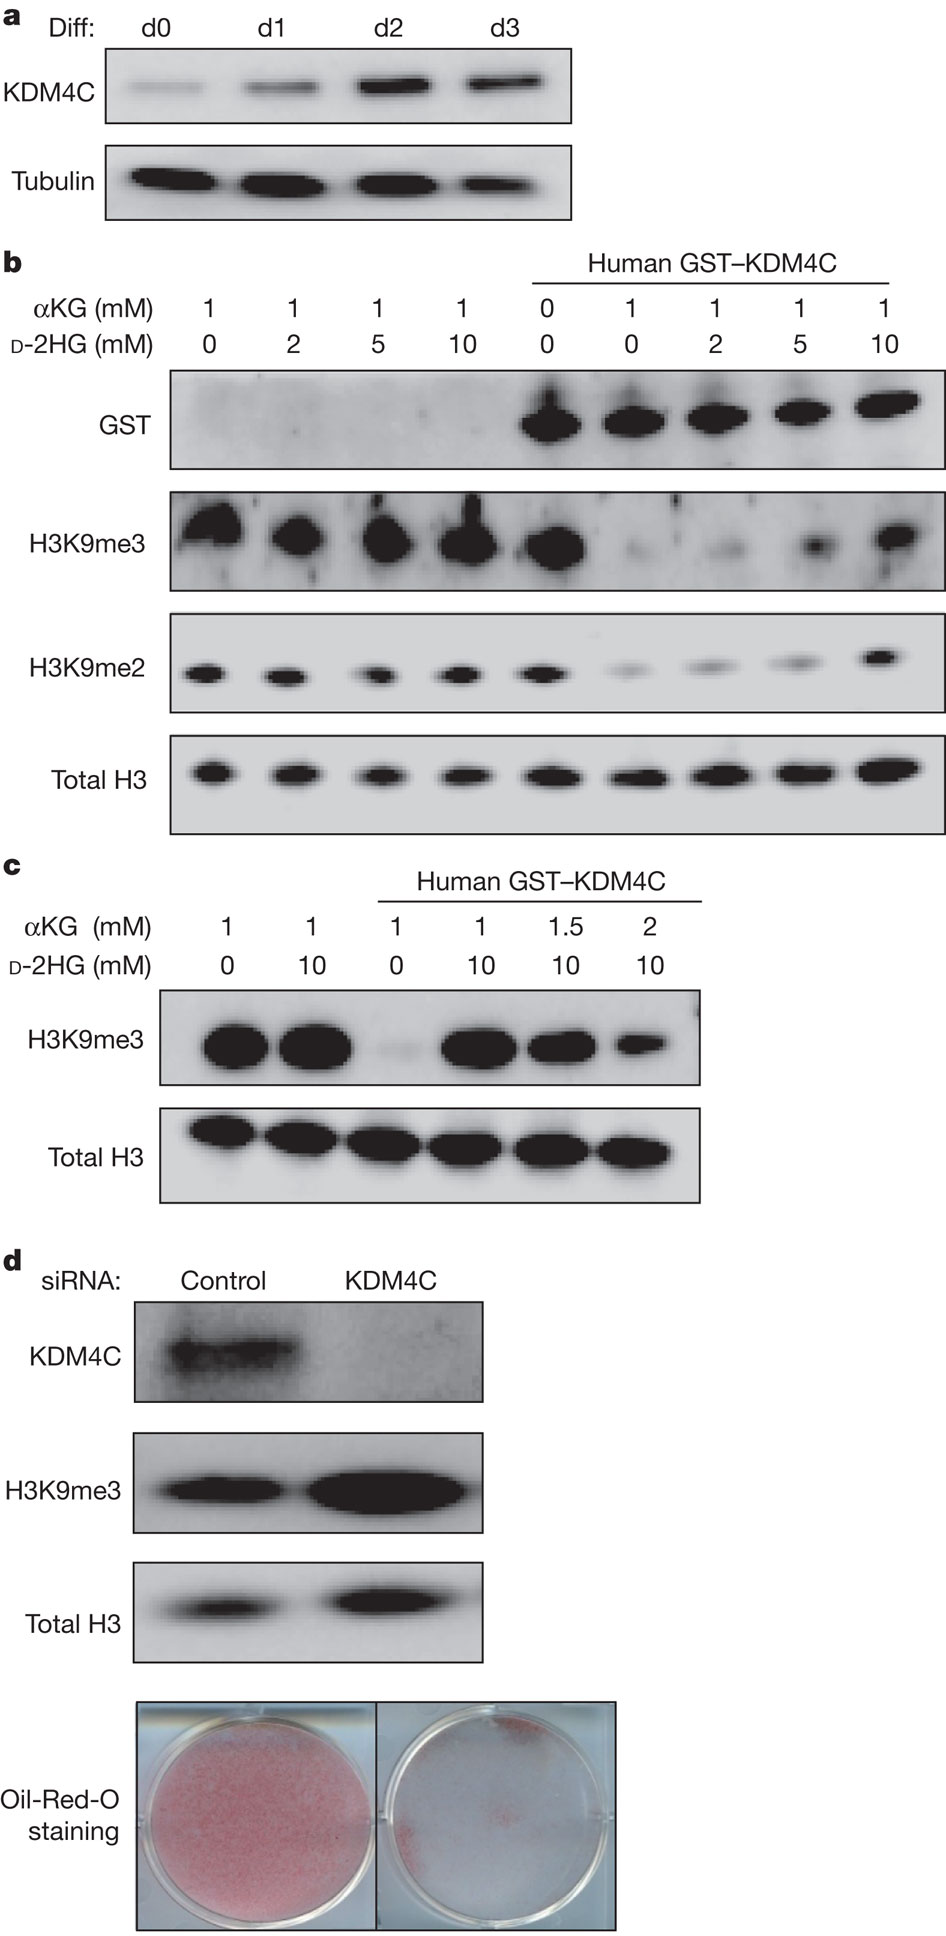 a
Diff: d0 d1 d2 d3
KDM4C
Tubulin
b
Human GST–KDM4C
αKG (mM) 1 1 1 1 0 1 1 1 1
D-2HG (mM) 0 2 5 10 0 0 2 5 10
GST
H3K9me3
H3K9me2
Total H3
c
Human GST–KDM4C
αKG (mM) 1 1 1 1 1.5 2
D-2HG (mM) 0 10 0 10 10 10
H3K9me3
Total H3
d
siRNA: Control KDM4C
KDM4C
H3K9me3
Total H3
Oil-Red-O
staining